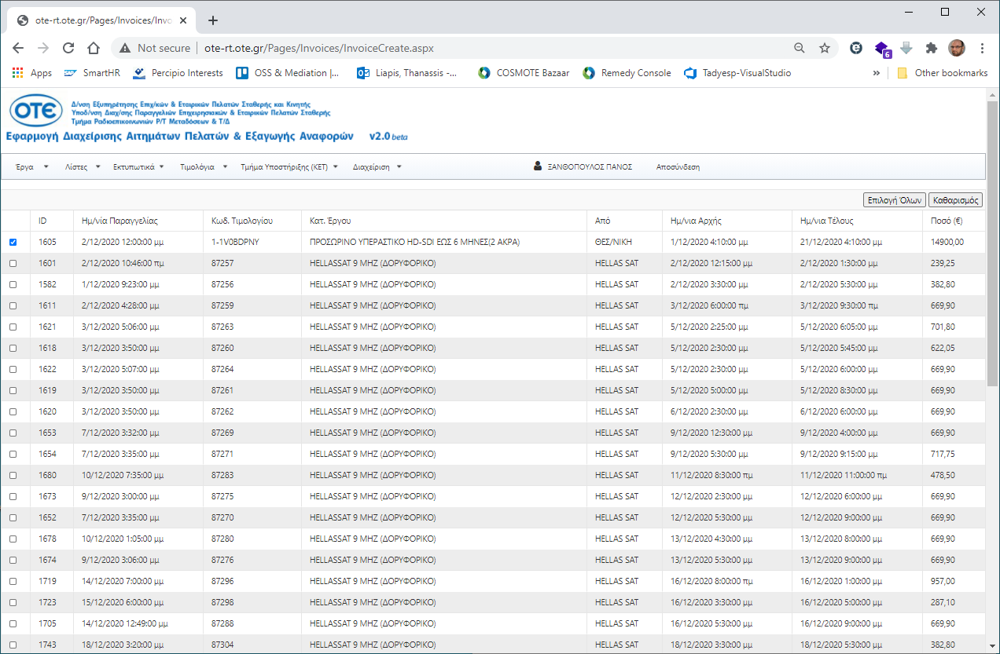 ote-rt.ote.gr/Pages/Invoices/Invo
Not secure ote-rt.ote.gr/Pages/Invoices/InvoiceCreate.aspx
6
Apps SmartHR Percipio Interests OSS & Mediation |... Liapis, Thanassis -... COSMOTE Bazaar Remedy Console Tadyesp-VisualStudio » Other bookmarks
ΟΤΕ
Δ/νση Εξυπηρέτησης Επιχ/κών & Εταιρικών Πελατών Σταθερής και Κινητής
Υποδ/νση Διαχ/σης Παραγγελιών Επιχειρησιακών & Εταιρικών Πελατών Σταθερής
Τμήμα Ραδιοεπικοινωνιών Ρ/Τ Μεταδόσεων & Τ/Δ
Εφαρμογή Διαχείρισης Αιτημάτων Πελατών & Εξαγωγής Αναφορών v2.0 beta
Έργα Λίστες Εκτυπωτικά Τιμολόγια Τμήμα Υποστήριξης (ΚΕΤ) Διαχείριση ΞΑΝΘΟΠΟΥΛΟΣ ΠΑΝΟΣ Αποσύνδεση
Επιλογή Όλων Καθαρισμός
ID Ημ/νία Παραγγελίας Κωδ. Τιμολογίου Κατ. Έργου Από Ημ/νια Αρχής Ημ/νια Τέλους Ποσό (€)
1605 2/12/2020 12:00:00 μμ 1-1V0BDPNY ΠΡΟΣΩΡΙΝΟ ΥΠΕΡΑΣΤΙΚΟ HD-SDI ΕΩΣ 6 ΜΗΝΕΣ(2 ΑΚΡΑ) ΘΕΣ/ΝΙΚΗ 1/12/2020 4:10:00 μμ 21/12/2020 4:10:00 μμ 14900,00
1601 2/12/2020 10:46:00 πμ 87257 HELLASSAT 9 MHZ (ΔΟΡΥΦΟΡΙΚΟ) HELLAS SAT 2/12/2020 12:15:00 μμ 2/12/2020 1:30:00 μμ 239,25
1582 1/12/2020 9:23:00 μμ 87256 HELLASSAT 9 MHZ (ΔΟΡΥΦΟΡΙΚΟ) HELLAS SAT 2/12/2020 3:30:00 μμ 2/12/2020 5:30:00 μμ 382,80
1611 2/12/2020 4:28:00 μμ 87259 HELLASSAT 9 MHZ (ΔΟΡΥΦΟΡΙΚΟ) HELLAS SAT 3/12/2020 6:00:00 πμ 3/12/2020 9:30:00 πμ 669,90
1621 3/12/2020 5:06:00 μμ 87263 HELLASSAT 9 MHZ (ΔΟΡΥΦΟΡΙΚΟ) HELLAS SAT 5/12/2020 2:25:00 μμ 5/12/2020 6:05:00 μμ 701,80
1618 3/12/2020 3:50:00 μμ 87260 HELLASSAT 9 MHZ (ΔΟΡΥΦΟΡΙΚΟ) HELLAS SAT 5/12/2020 2:30:00 μμ 5/12/2020 5:45:00 μμ 622,05
1622 3/12/2020 5:07:00 μμ 87264 HELLASSAT 9 MHZ (ΔΟΡΥΦΟΡΙΚΟ) HELLAS SAT 5/12/2020 2:30:00 μμ 5/12/2020 6:00:00 μμ 669,90
1619 3/12/2020 3:50:00 μμ 87261 HELLASSAT 9 MHZ (ΔΟΡΥΦΟΡΙΚΟ) HELLAS SAT 5/12/2020 5:00:00 μμ 5/12/2020 8:30:00 μμ 669,90
1620 3/12/2020 3:50:00 μμ 87262 HELLASSAT 9 MHZ (ΔΟΡΥΦΟΡΙΚΟ) HELLAS SAT 6/12/2020 2:30:00 μμ 6/12/2020 6:00:00 μμ 669,90
1653 7/12/2020 3:32:00 μμ 87269 HELLASSAT 9 MHZ (ΔΟΡΥΦΟΡΙΚΟ) HELLAS SAT 9/12/2020 12:30:00 μμ 9/12/2020 4:00:00 μμ 669,90
1654 7/12/2020 3:35:00 μμ 87271 HELLASSAT 9 MHZ (ΔΟΡΥΦΟΡΙΚΟ) HELLAS SAT 9/12/2020 5:30:00 μμ 9/12/2020 9:15:00 μμ 717,75
1680 10/12/2020 7:35:00 μμ 87283 HELLASSAT 9 MHZ (ΔΟΡΥΦΟΡΙΚΟ) HELLAS SAT 11/12/2020 8:30:00 πμ 11/12/2020 11:00:00 πμ 478,50
1673 9/12/2020 3:00:00 μμ 87275 HELLASSAT 9 MHZ (ΔΟΡΥΦΟΡΙΚΟ) HELLAS SAT 12/12/2020 2:30:00 μμ 12/12/2020 6:00:00 μμ 669,90
1652 7/12/2020 3:35:00 μμ 87270 HELLASSAT 9 MHZ (ΔΟΡΥΦΟΡΙΚΟ) HELLAS SAT 12/12/2020 5:30:00 μμ 12/12/2020 9:00:00 μμ 669,90
1678 10/12/2020 1:05:00 μμ 87280 HELLASSAT 9 MHZ (ΔΟΡΥΦΟΡΙΚΟ) HELLAS SAT 13/12/2020 4:30:00 μμ 13/12/2020 8:00:00 μμ 669,90
1674 9/12/2020 3:06:00 μμ 87276 HELLASSAT 9 MHZ (ΔΟΡΥΦΟΡΙΚΟ) HELLAS SAT 13/12/2020 5:30:00 μμ 13/12/2020 9:00:00 μμ 669,90
1719 14/12/2020 7:00:00 μμ 87296 HELLASSAT 9 MHZ (ΔΟΡΥΦΟΡΙΚΟ) HELLAS SAT 16/12/2020 8:00:00 πμ 16/12/2020 1:00:00 μμ 957,00
1723 15/12/2020 6:00:00 μμ 87298 HELLASSAT 9 MHZ (ΔΟΡΥΦΟΡΙΚΟ) HELLAS SAT 16/12/2020 3:30:00 μμ 16/12/2020 5:00:00 μμ 287,10
1705 14/12/2020 12:49:00 μμ 87288 HELLASSAT 9 MHZ (ΔΟΡΥΦΟΡΙΚΟ) HELLAS SAT 16/12/2020 5:30:00 μμ 16/12/2020 9:00:00 μμ 669,90
1743 18/12/2020 3:20:00 μμ 87304 HELLASSAT 9 MHZ (ΔΟΡΥΦΟΡΙΚΟ) HELLAS SAT 18/12/2020 3:30:00 μμ 18/12/2020 5:30:00 μμ 382,80